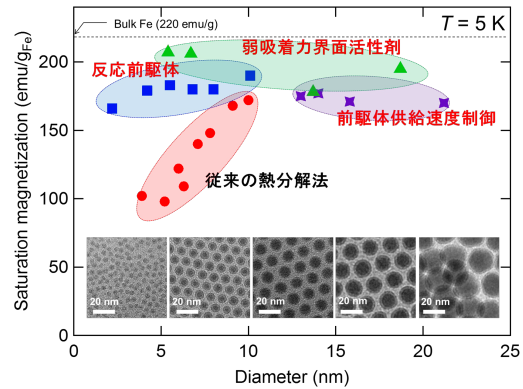 Bulk Fe (220 emu/g)
T = 5 K
弱吸着力界面活性剤
反応前駆体
前駆体供給速度制御
従来の熱分解法
Saturation magnetization (emu/gFe)
200
150
100
50
0
20 nm
20 nm
20 nm
20 nm
20 nm
0
5
10
15
20
25
Diameter (nm)